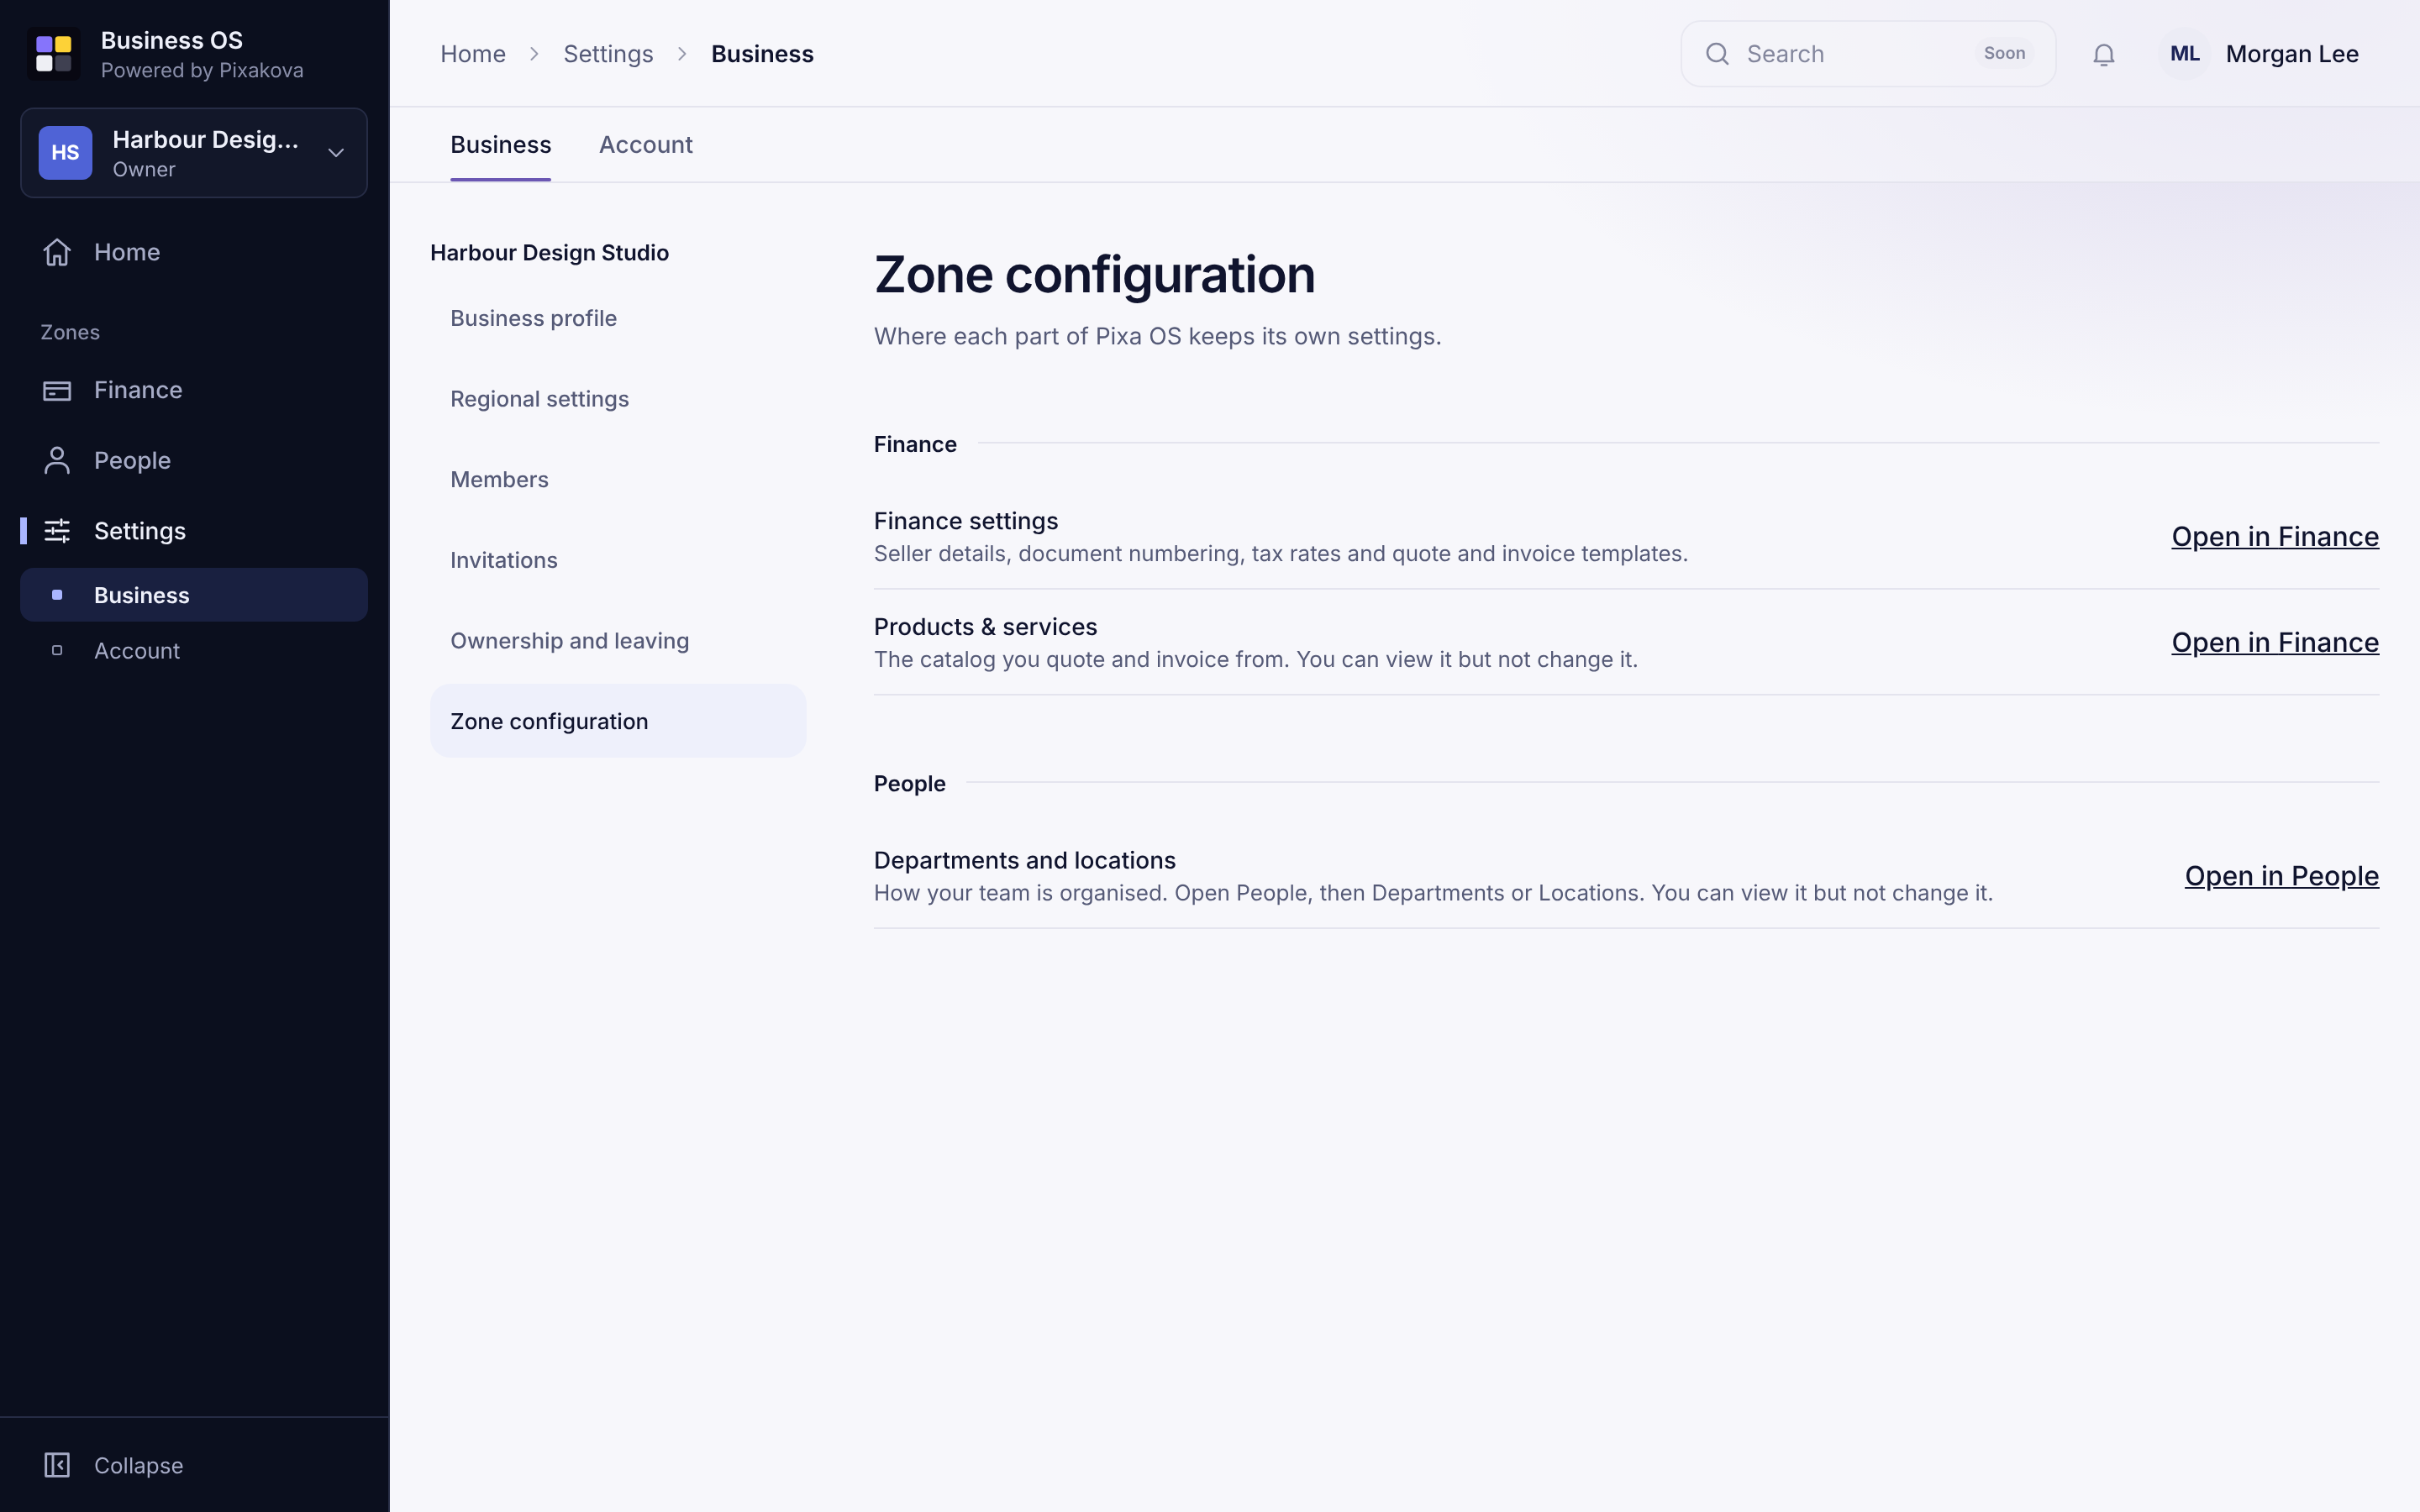 Business OS
Powered by Pixakova
HS
Harbour Desig...
Owner
Home
Zones
Finance
People
Settings
Business
Account
Collapse
Home
Settings
Business
Search
Soon
ML
Morgan Lee
Business
Account
Harbour Design Studio
Business profile
Regional settings
Members
Invitations
Ownership and leaving
Zone configuration
Zone configuration
Where each part of Pixa OS keeps its own settings.
Finance
Finance settings
Seller details, document numbering, tax rates and quote and invoice templates.
Open in Finance
Products & services
The catalog you quote and invoice from. You can view it but not change it.
Open in Finance
People
Departments and locations
How your team is organised. Open People, then Departments or Locations. You can view it but not change it.
Open in People